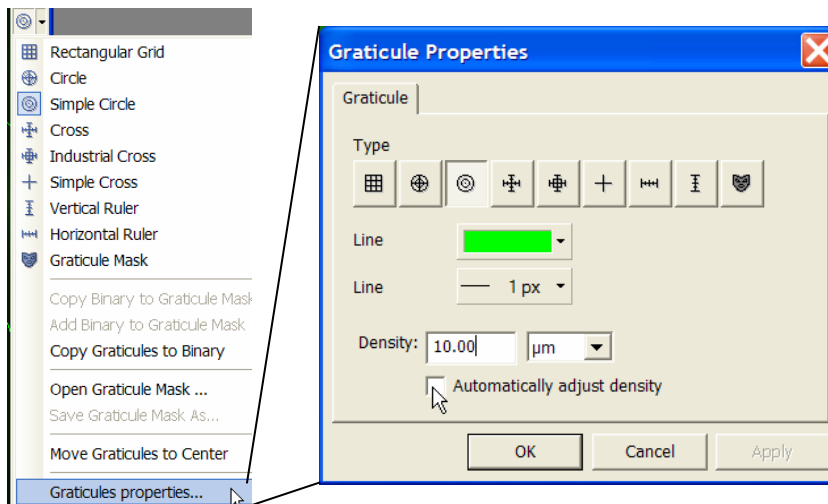 Rectangular Grid
Circle
Simple Circle
Cross
Industrial Cross
Simple Cross
Vertical Ruler
Horizontal Ruler
Graticule Mask
Copy Binary to Graticule Mask
Add Binary to Graticule Mask
Copy Graticules to Binary
Open Graticule Mask ...
Save Graticule Mask As...
Move Graticules to Center
Graticules properties...
Graticule Properties
Graticule
Type
Line
Line 1 px
Density: 10.00 µm
Automatically adjust density
OK Cancel Apply